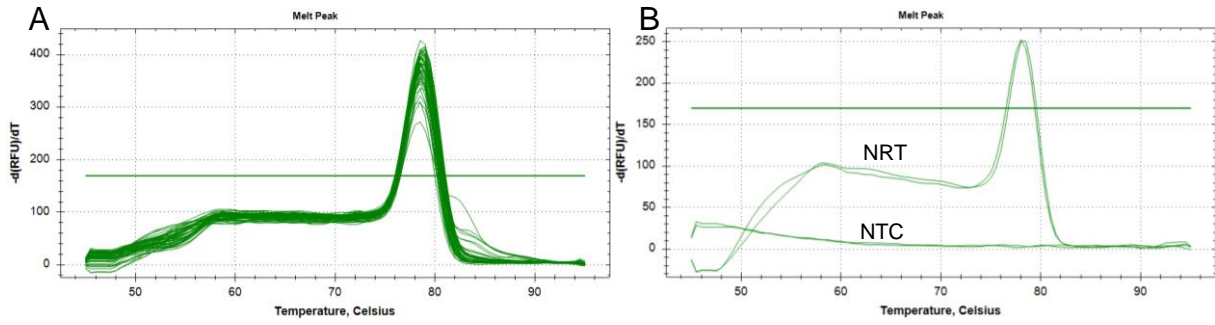 A
Melt Peak
-d(RFU)/dT
400
300
200
100
0
50
60
70
80
90
Temperature, Celsius
B
Melt Peak
-d(RFU)/dT
250
200
150
100
50
0
NRT
NTC
50
60
70
80
90
Temperature, Celsius